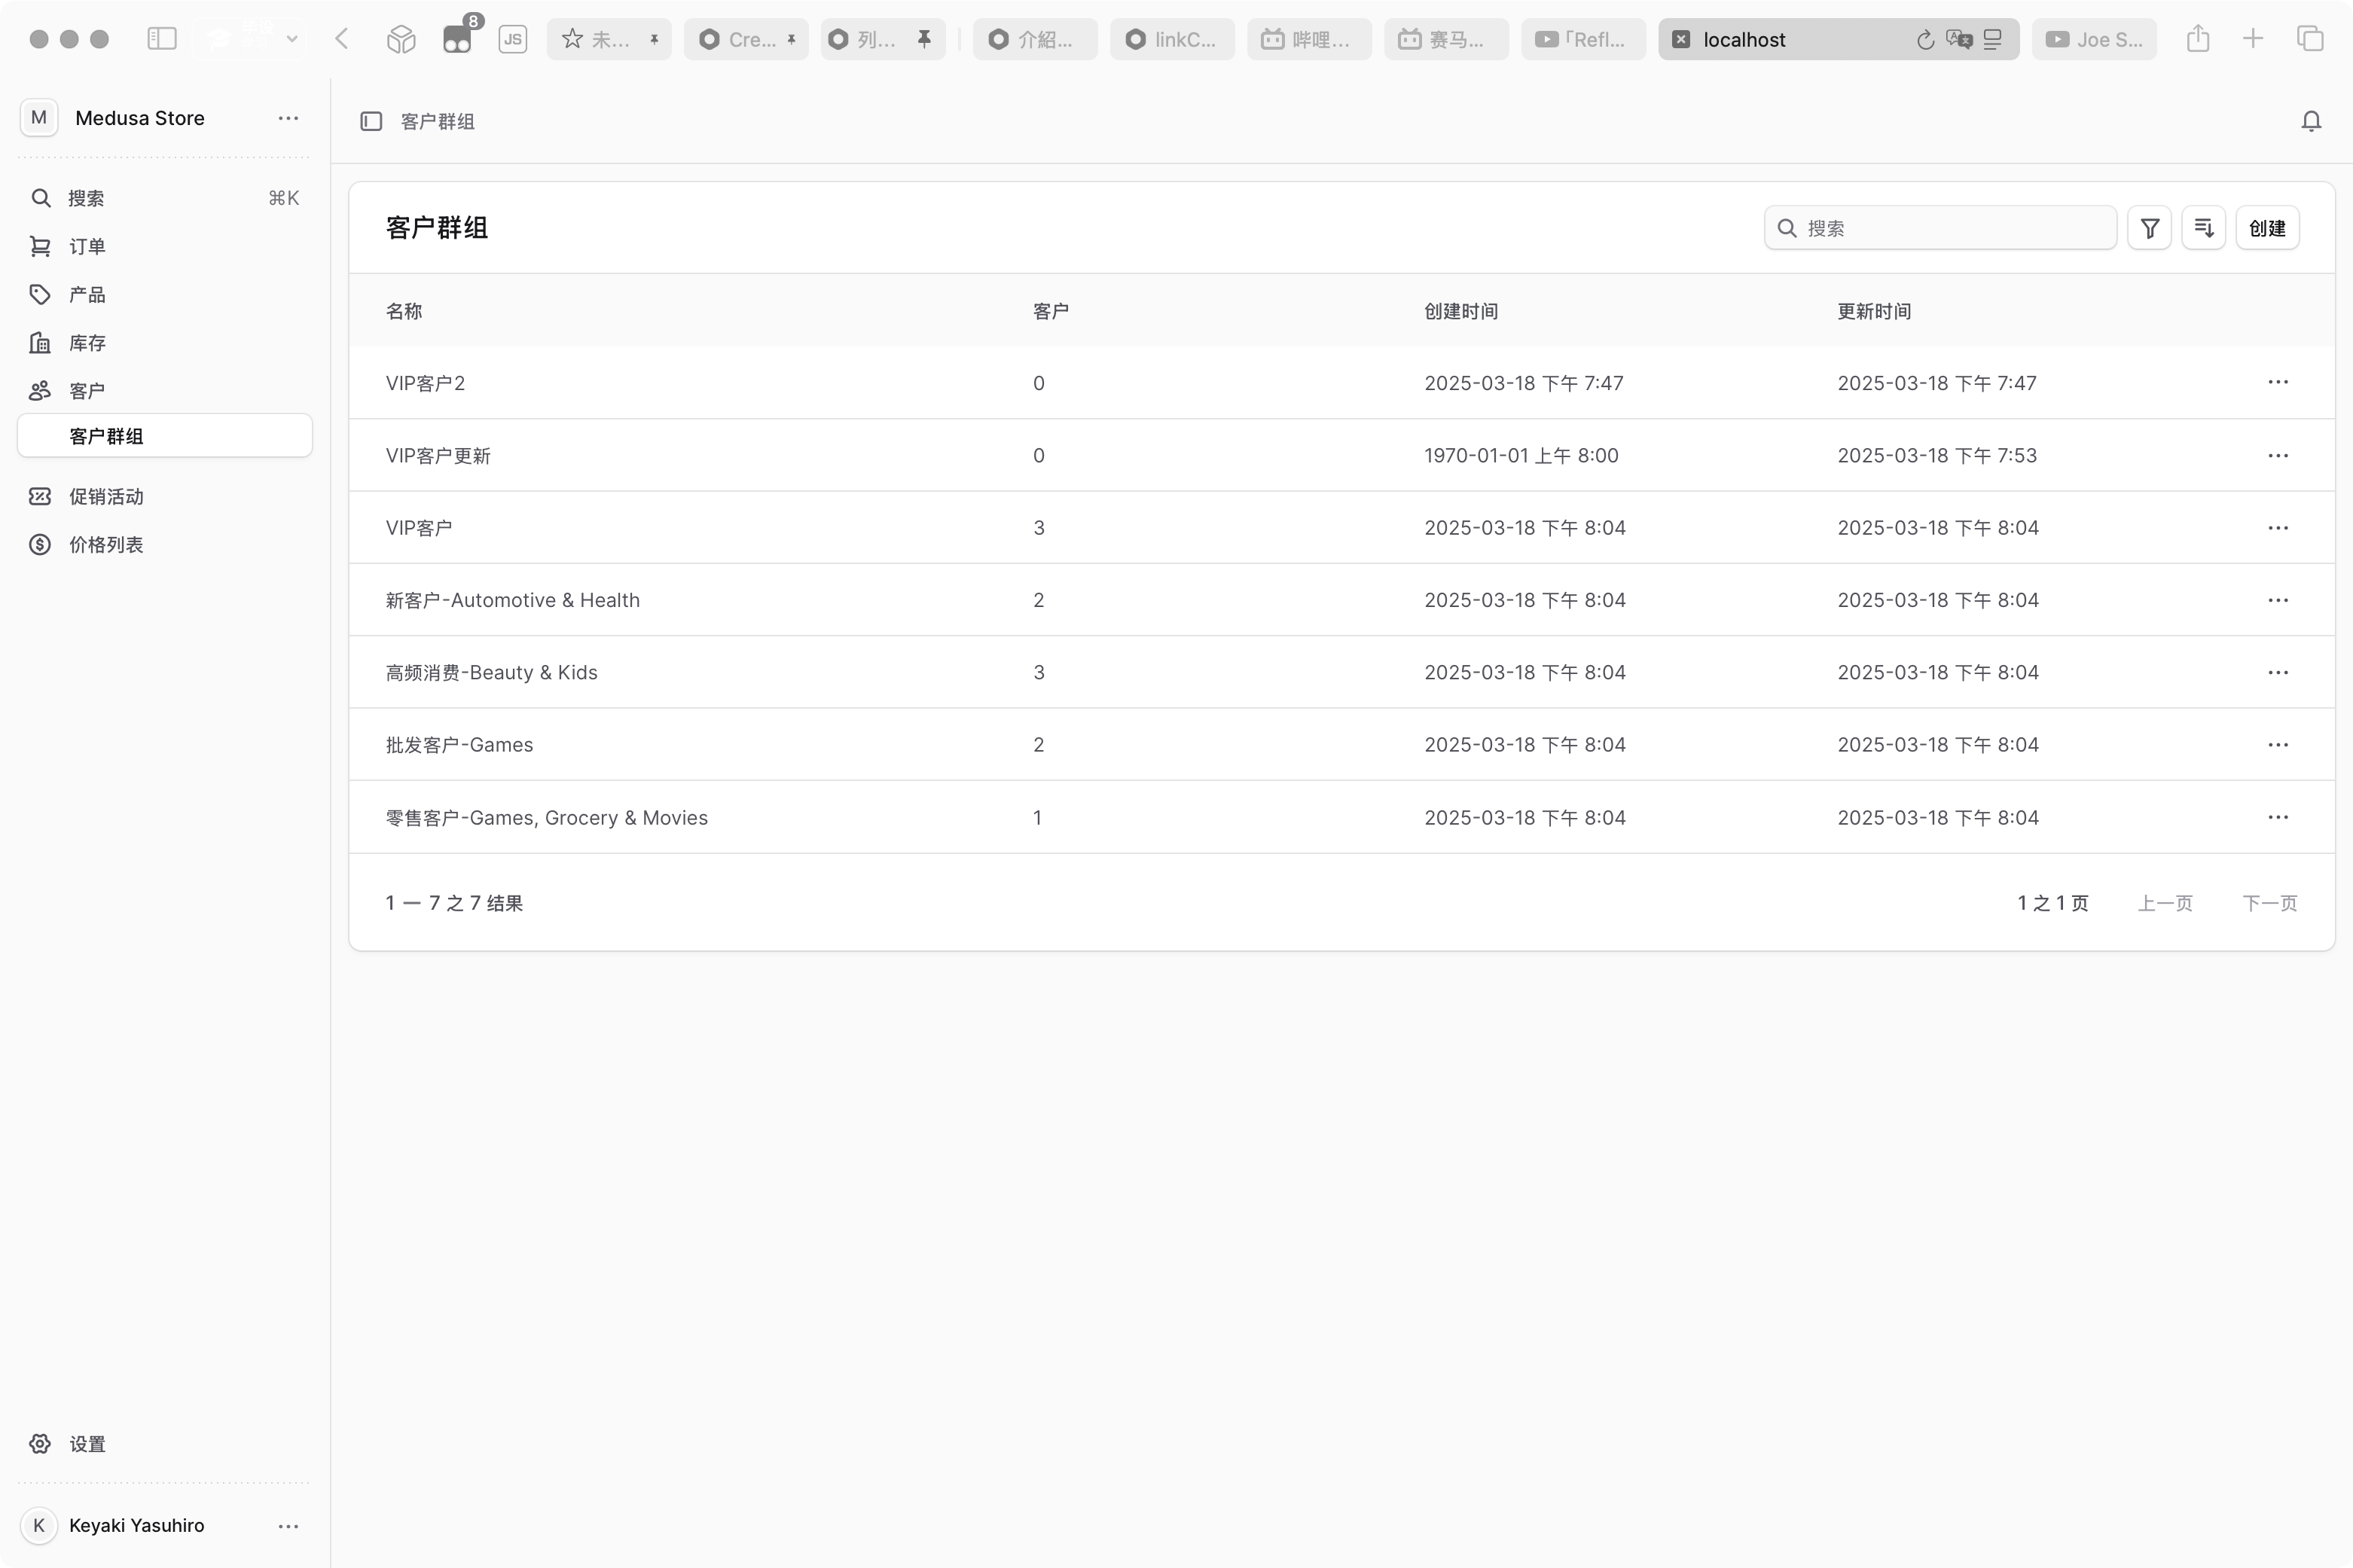 8
JS
未...
Cre...
列...
介紹...
linkC...
哔哩...
赛马...
「Refl...
localhost
Joe S...
M
Medusa Store
搜索
⌘K
订单
产品
库存
客户
客户群组
促销活动
价格列表
设置
K
Keyaki Yasuhiro
客户群组
客户群组
搜索
创建
名称 客户 创建时间 更新时间
VIP客户2 0 2025-03-18 下午 7:47 2025-03-18 下午 7:47
VIP客户更新 0 1970-01-01 上午 8:00 2025-03-18 下午 7:53
VIP客户 3 2025-03-18 下午 8:04 2025-03-18 下午 8:04
新客户-Automotive & Health 2 2025-03-18 下午 8:04 2025-03-18 下午 8:04
高频消费-Beauty & Kids 3 2025-03-18 下午 8:04 2025-03-18 下午 8:04
批发客户-Games 2 2025-03-18 下午 8:04 2025-03-18 下午 8:04
零售客户-Games, Grocery & Movies 1 2025-03-18 下午 8:04 2025-03-18 下午 8:04
1 — 7 之 7 结果
1 之 1 页
上一页
下一页